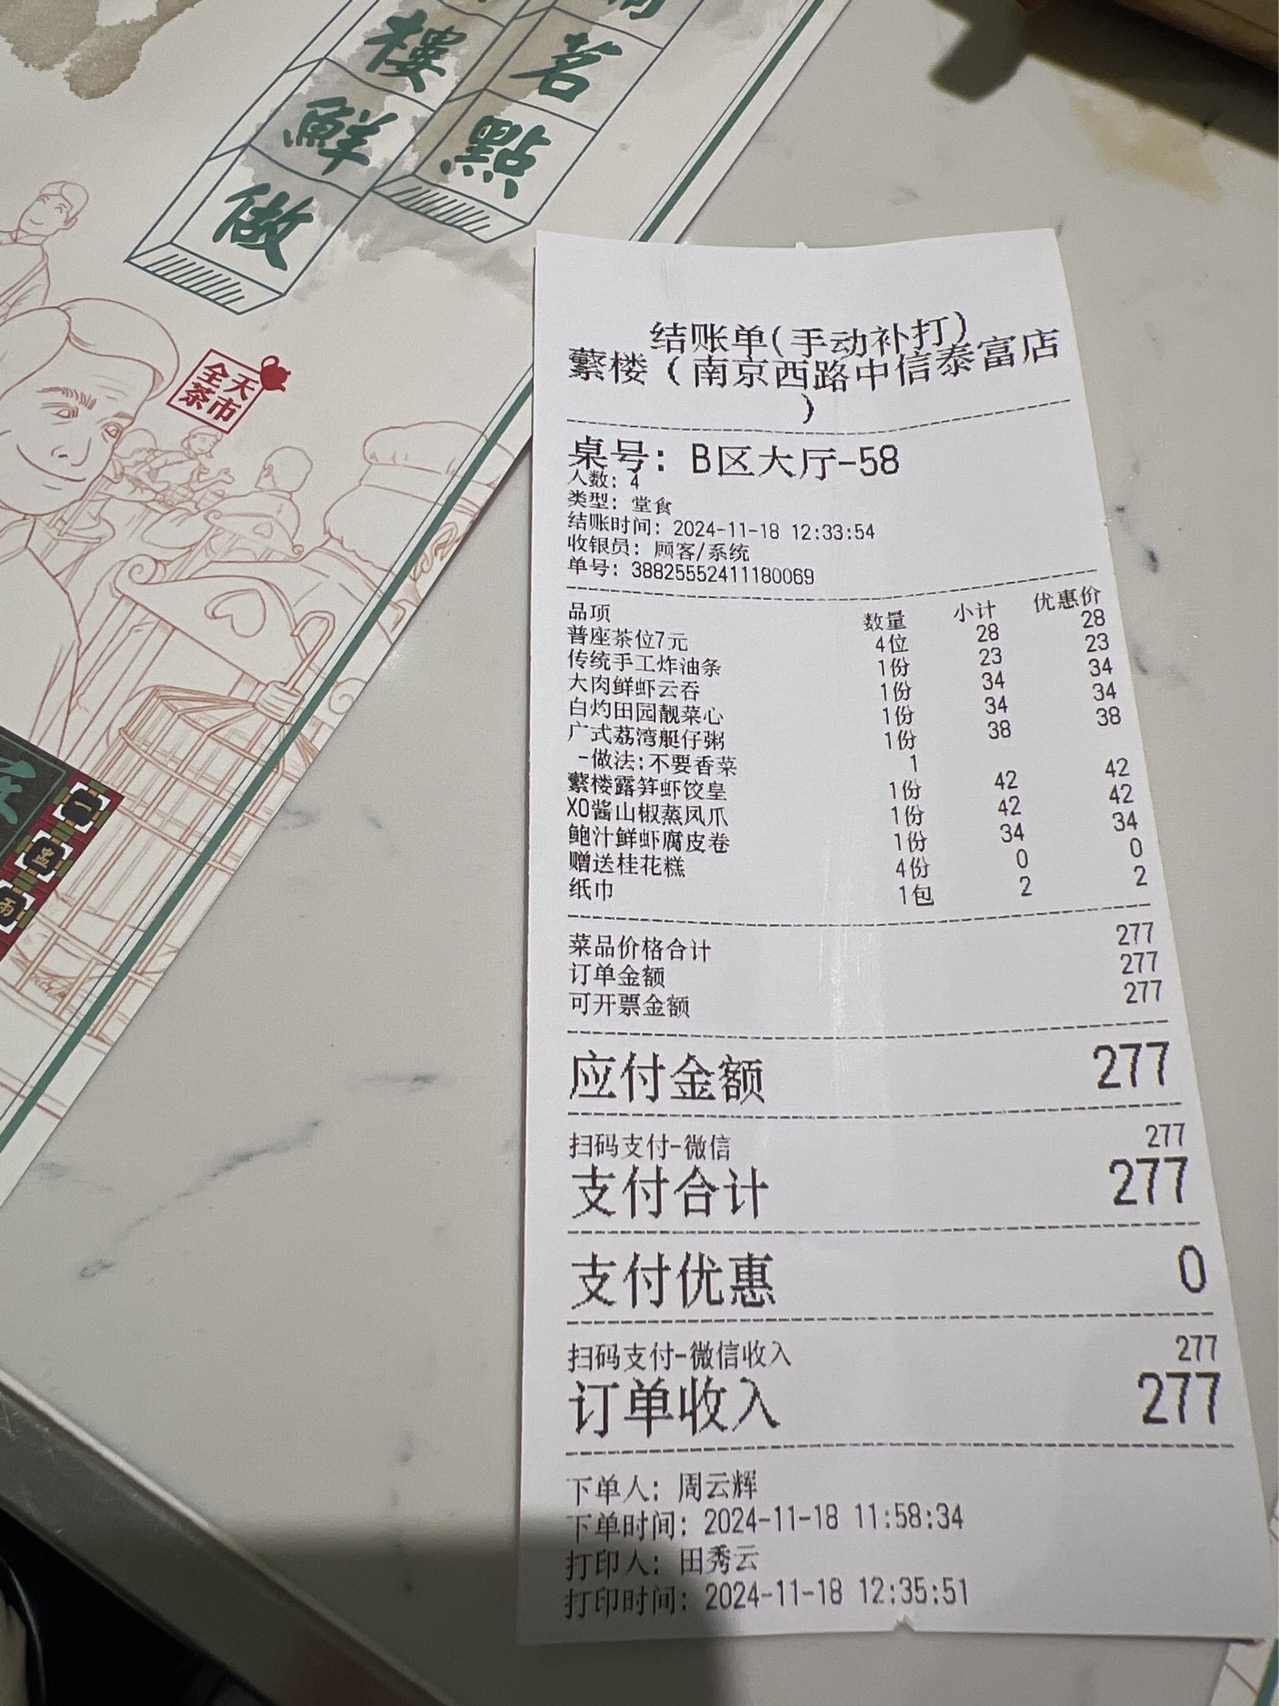 樓鮮做
茗點
全天
茶市
一
盅
兩
结账单(手动补打)
蘩楼（南京西路中信泰富店
）
桌号: B区大厅-58
人数: 4
类型: 堂食
结账时间: 2024-11-18 12:33:54
收银员: 顾客/系统
单号: 38825552411180069
品项 数量 小计 优惠价
普座茶位7元 4位 28 28
传统手工炸油条 1份 23 23
大肉鲜虾云吞 1份 34 34
白灼田园靓菜心 1份 34 34
广式荔湾艇仔粥 1份 38 38
-做法:不要香菜 1
蘩楼露笋虾饺皇 1份 42 42
XO酱山椒蒸凤爪 1份 42 42
鲍汁鲜虾腐皮卷 1份 34 34
赠送桂花糕 4份 0 0
纸巾 1包 2 2
菜品价格合计 277
订单金额 277
可开票金额 277
应付金额 277
扫码支付-微信 277
支付合计 277
支付优惠 0
扫码支付-微信收入 277
订单收入 277
下单人: 周云辉
下单时间: 2024-11-18 11:58:34
打印人: 田秀云
打印时间: 2024-11-18 12:35:51